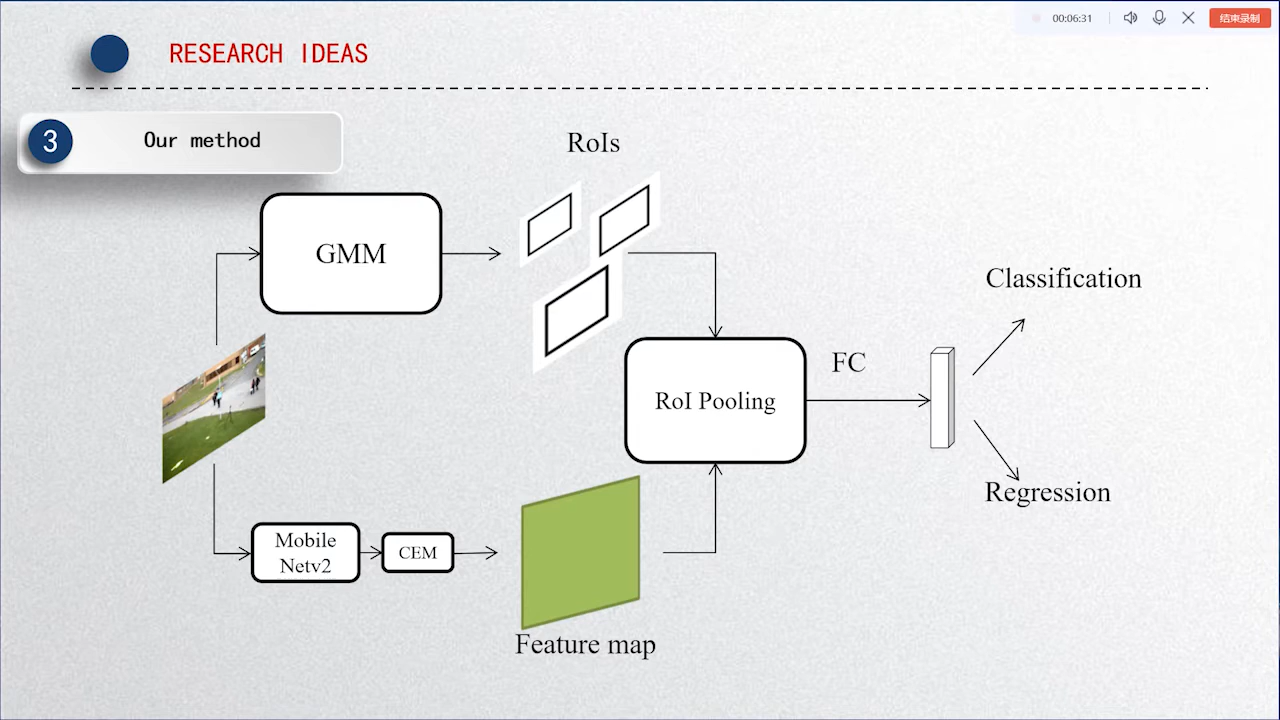 00:06:31
结束录制
RESEARCH IDEAS
3
Our method
RoIs
GMM
Classification
RoI Pooling
FC
Regression
Mobile
Netv2
CEM
Feature map